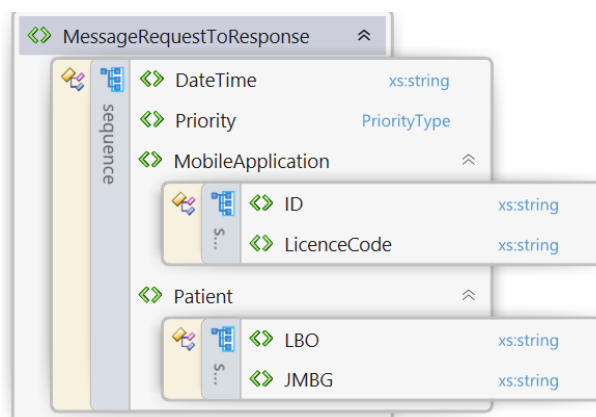 MessageRequestToResponse
DateTime xs:string
sequence
Priority PriorityType
MobileApplication
ID xs:string
s...
LicenceCode xs:string
Patient
LBO xs:string
s...
JMBG xs:string